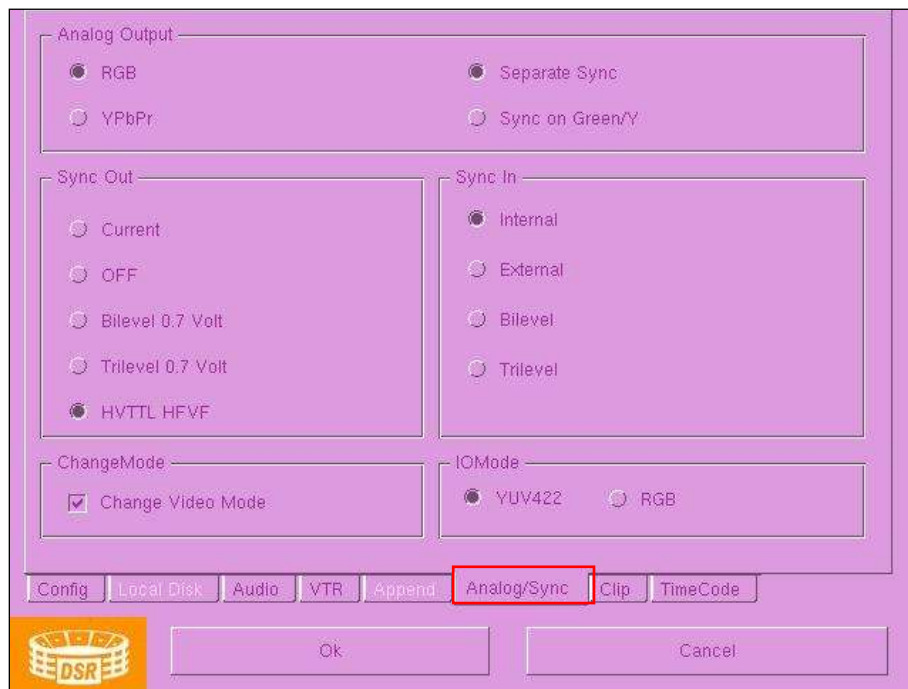 Analog Output
RGB
Separate Sync
YPbPr
Sync on Green/Y
Sync Out
Current
OFF
Bilevel 0.7 Volt
Trilevel 0.7 Volt
HVTTL HFVF
Sync In
Internal
External
Bilevel
Trilevel
ChangeMode
Change Video Mode
IOMode
YUV422 RGB
Config Local Disk Audio VTR Append Analog/Sync Clip TimeCode
DSR
Ok Cancel